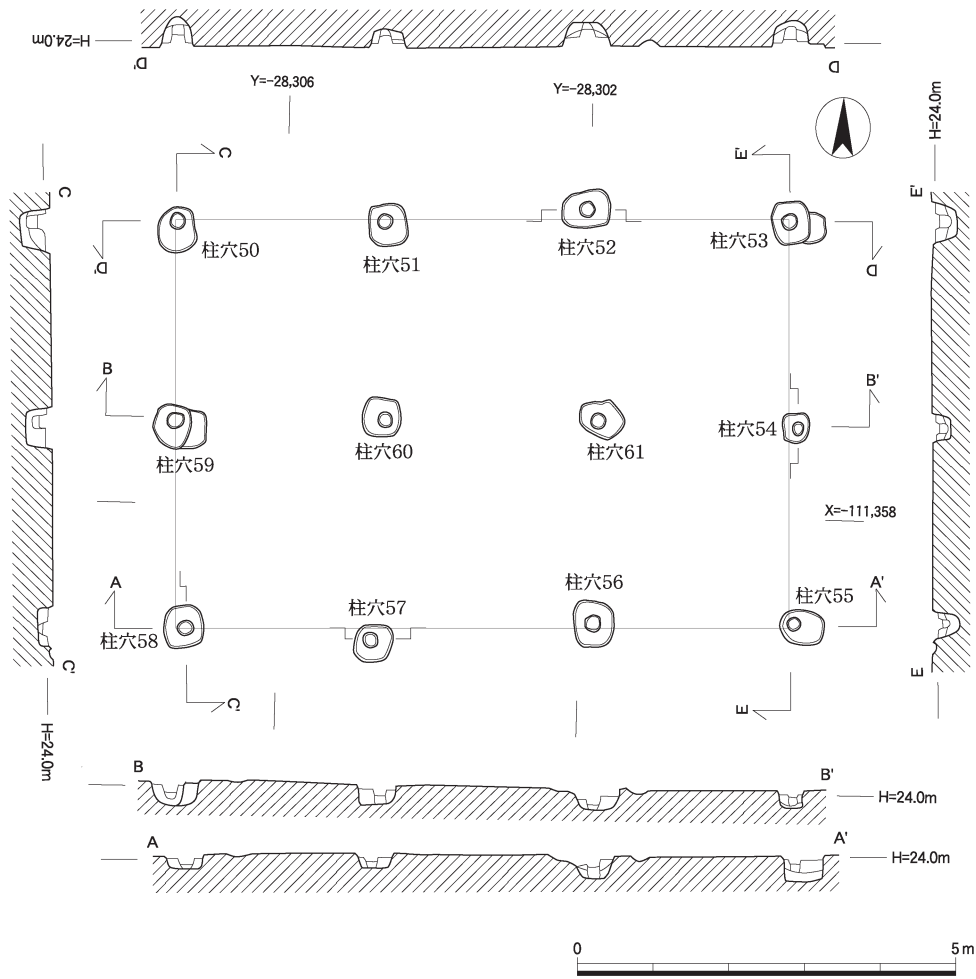 H=24.0m
D'
D
Y=-28,306
Y=-28,302
H=24.0m
C
C
E'
E'
柱穴50
柱穴51
柱穴52
柱穴53
D'
D
B
B'
柱穴59
柱穴60
柱穴61
柱穴54
X=-111,358
A
A'
柱穴58
柱穴57
柱穴56
柱穴55
C'
C'
E
E
H=24.0m
B
B'
H=24.0m
A
A'
H=24.0m
0
5m